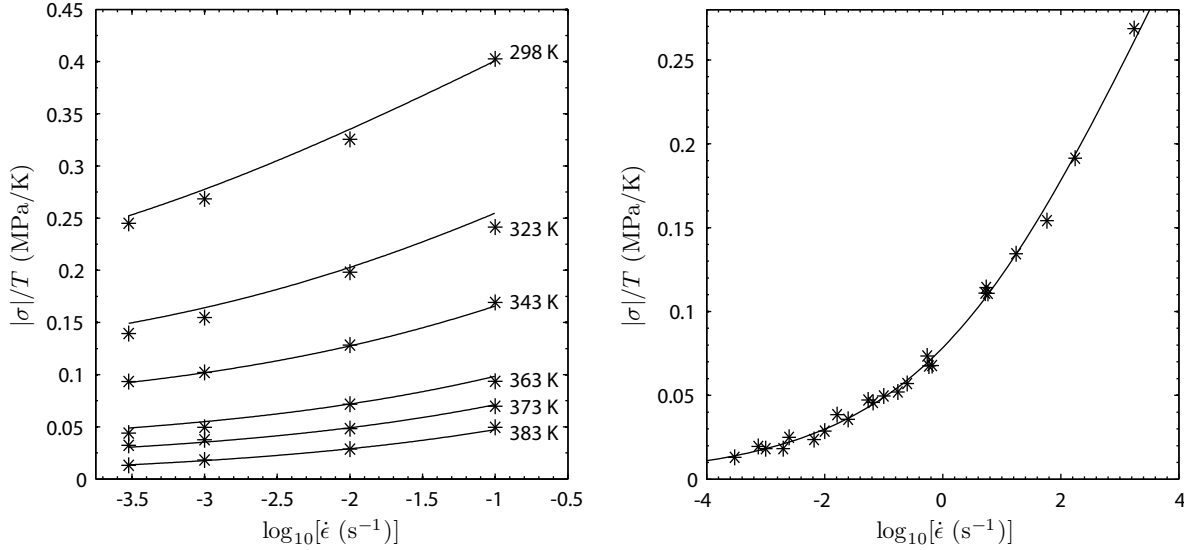 0.45
0.4
0.35
0.3
0.25
0.2
0.15
0.1
0.05
0
|σ|/T (MPa/K)
298 K
323 K
343 K
363 K
373 K
383 K
-3.5 -3 -2.5 -2 -1.5 -1 -0.5
log₁₀[ϵ̇ (s⁻¹)]
0.25
0.2
0.15
0.1
0.05
0
|σ|/T (MPa/K)
-4 -2 0 2 4
log₁₀[ϵ̇ (s⁻¹)]